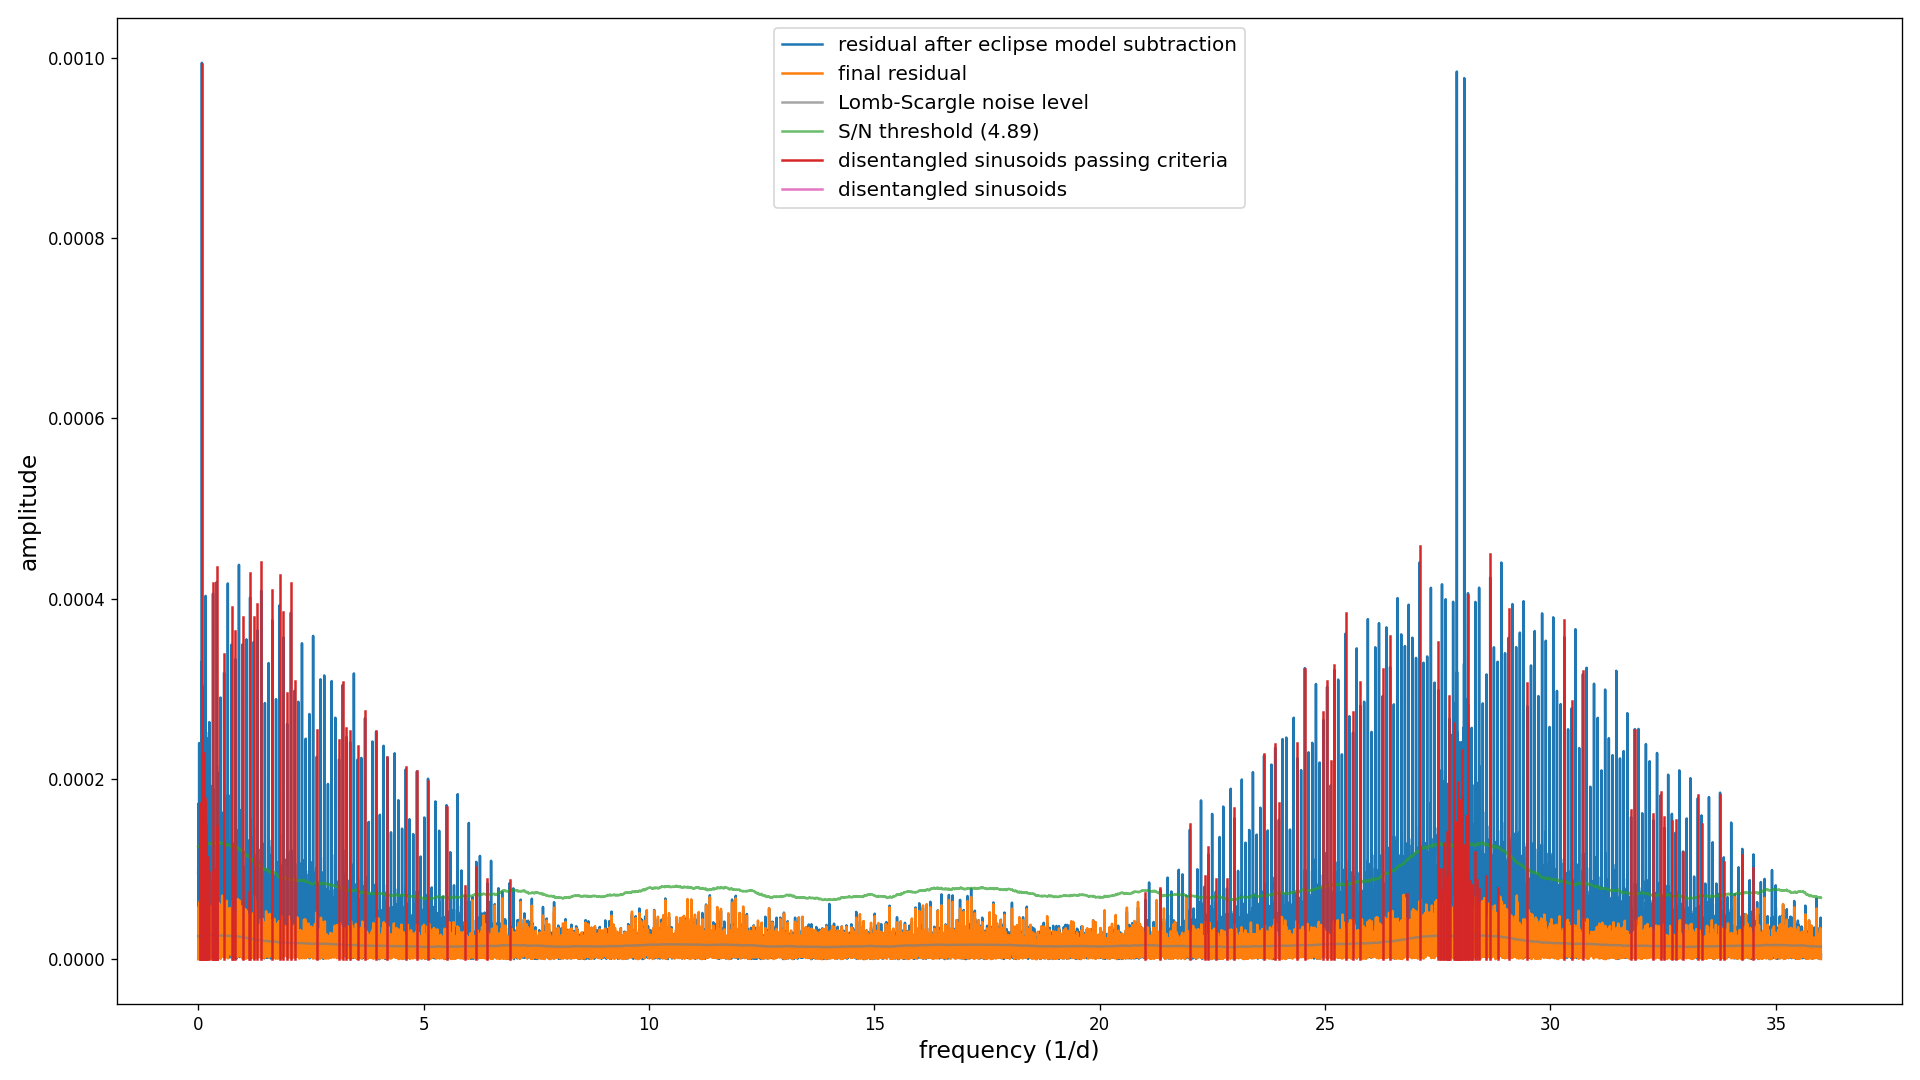 residual after eclipse model subtraction
final residual
Lomb-Scargle noise level
S/N threshold (4.89)
disentangled sinusoids passing criteria
disentangled sinusoids
0.0010
0.0008
0.0006
0.0004
0.0002
0.0000
amplitude
0 5 10 15 20 25 30 35
frequency (1/d)